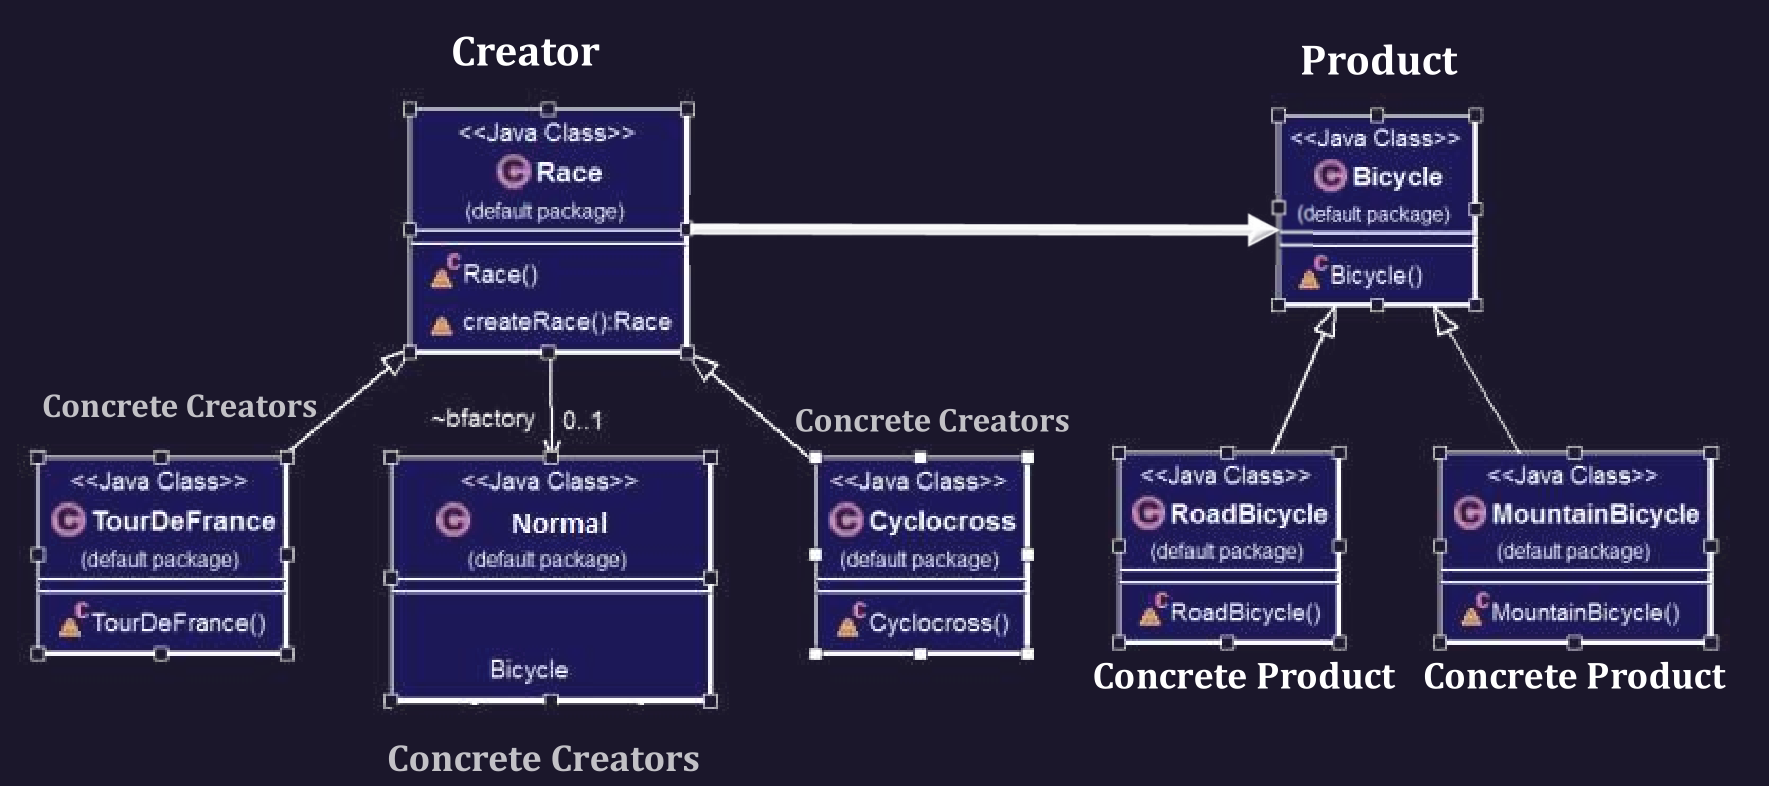 Creator
Product
<<Java Class>>
C Race
(default package)
C Race()
createRace():Race
<<Java Class>>
C Bicycle
(default package)
C Bicycle()
Concrete Creators
~bfactory 0..1
Concrete Creators
<<Java Class>>
C TourDeFrance
(default package)
C TourDeFrance()
<<Java Class>>
C Normal
(default package)
Bicycle
<<Java Class>>
C Cyclocross
(default package)
C Cyclocross()
<<Java Class>>
C RoadBicycle
(default package)
C RoadBicycle()
<<Java Class>>
C MountainBicycle
(default package)
C MountainBicycle()
Concrete Product
Concrete Product
Concrete Creators